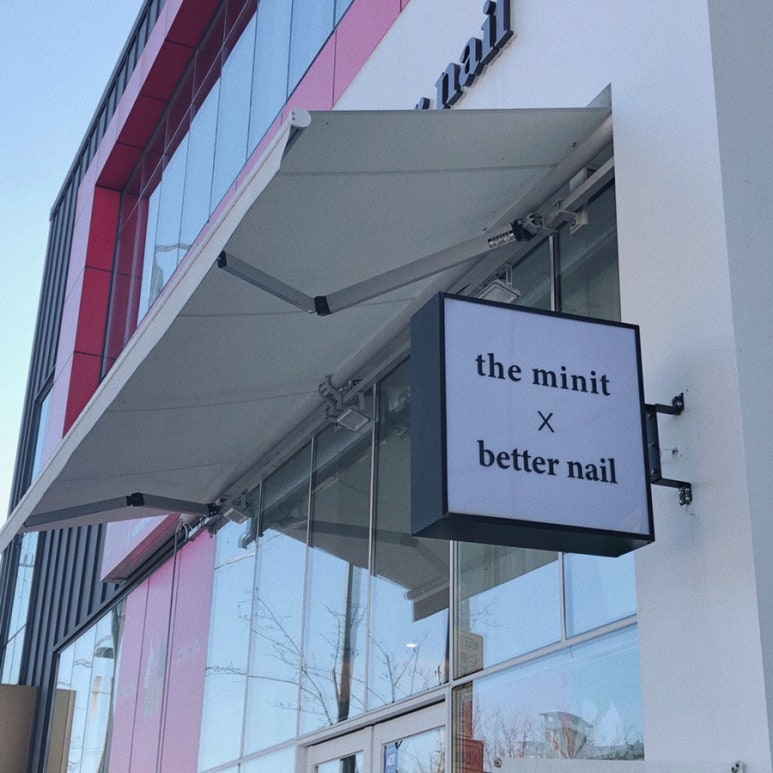 nail
the minit
x
better nail